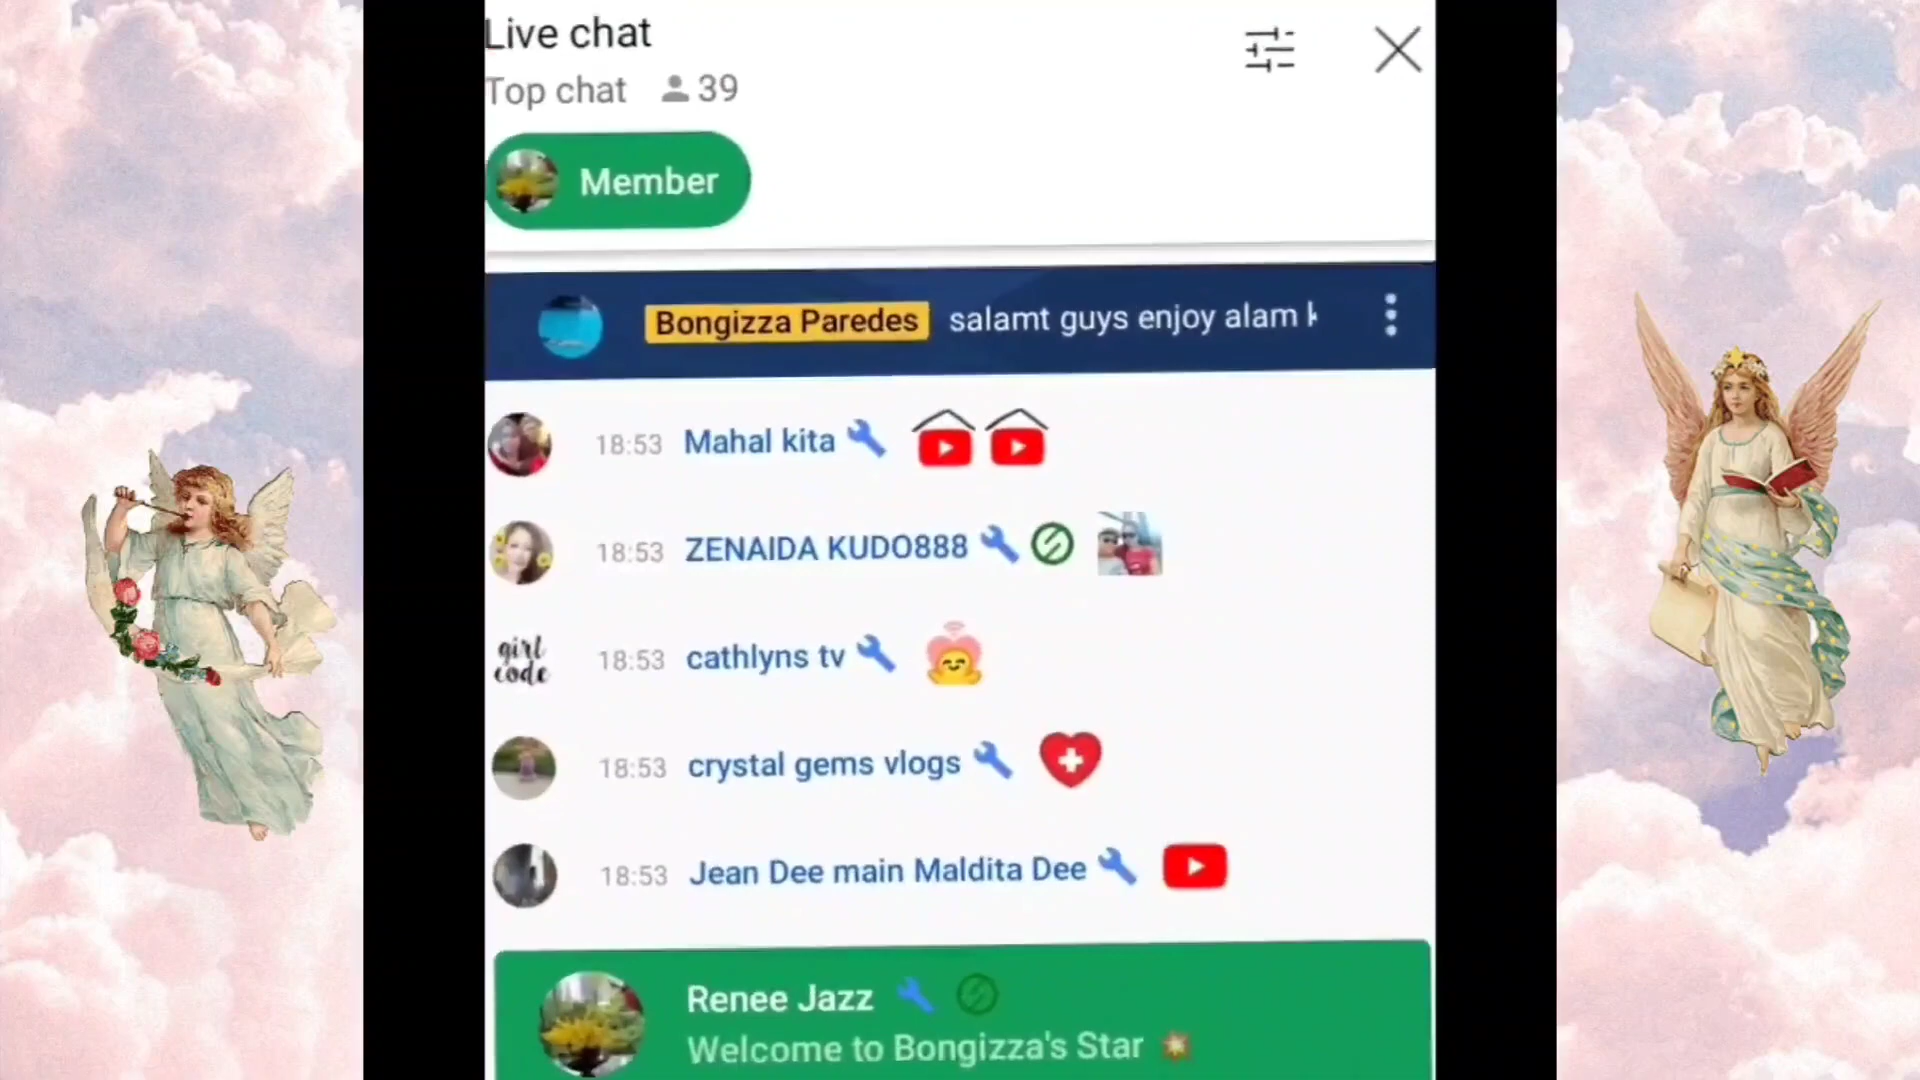 Live chat
Top chat 39
Member
Bongizza Paredes salamt guys enjoy alam
18:53 Mahal kita
18:53 ZENAIDA KUDO888
girl
code
18:53 cathlyns tv
18:53 crystal gems vlogs
18:53 Jean Dee main Maldita Dee
Renee Jazz
Welcome to Bongizza's Star